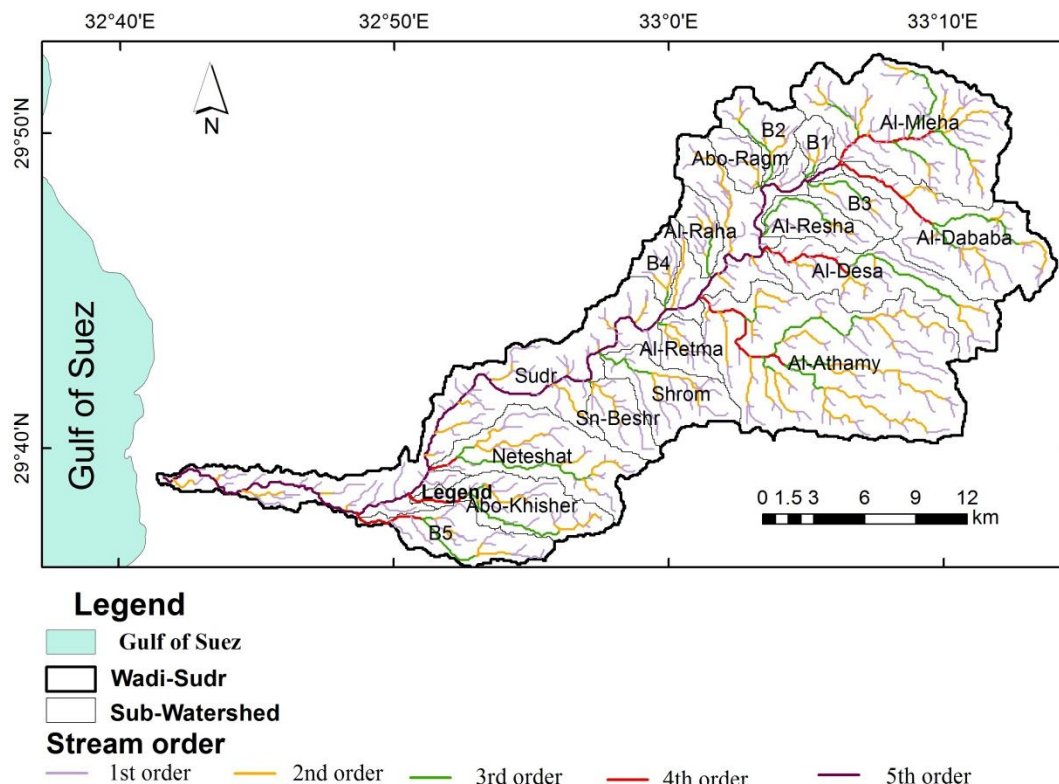 32°40'E 32°50'E 33°0'E 33°10'E
29°50'N
29°40'N
N
Gulf of Suez
Al-Mleha
B2
B1
Abo-Ragm
B3
Al-Resha
Al-Raha
Al-Dababa
B4
Al-Desa
Al-Retma
Al-Athamy
Sudr
Shrom
Sn-Beshr
Neteshat
Legend
Abo-Khisher
B5
0 1.5 3 6 9 12
km
Legend
Gulf of Suez
Wadi-Sudr
Sub-Watershed
Stream order
1st order 2nd order 3rd order 4th order 5th order